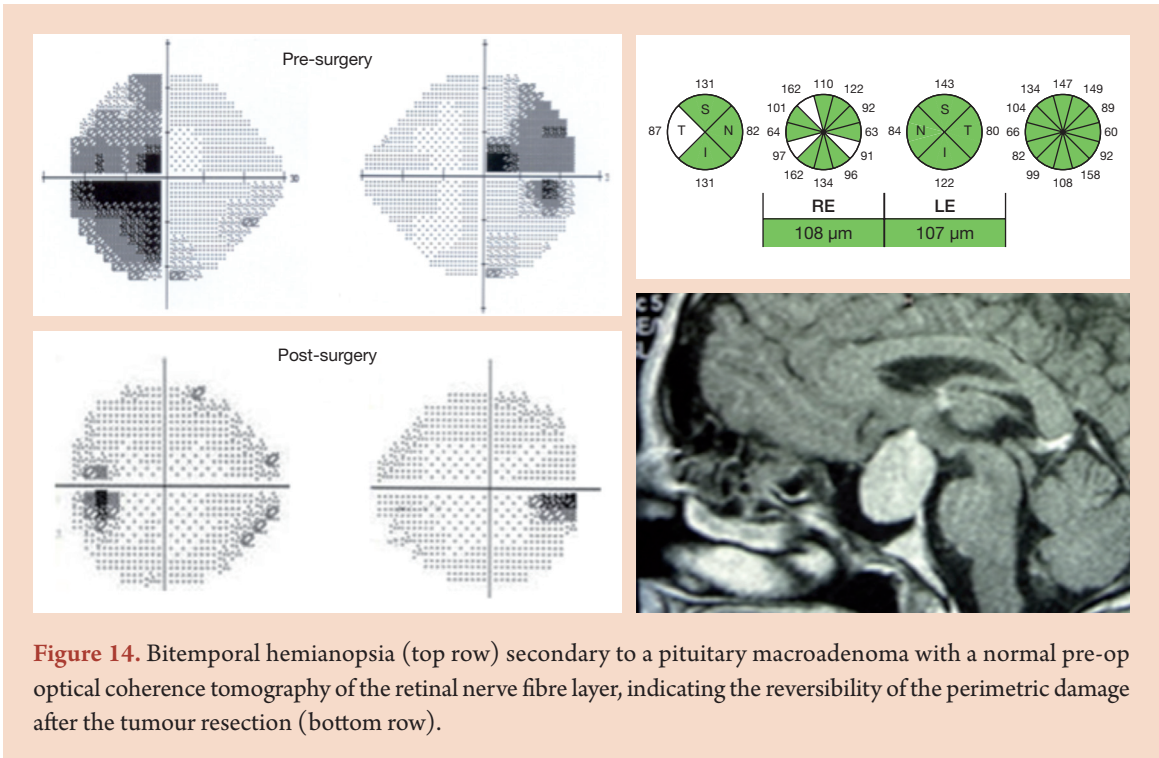 Pre-surgery
30
3
Post-surgery
131
S
T
N
I
87
82
131
162
110
122
101
92
64
63
97
91
162
134
96
143
S
N
T
I
84
80
122
134
147
149
104
89
66
60
82
92
99
108
158
RE
LE
108 µm
107 µm
Figure 14. Bitemporal hemianopsia (top row) secondary to a pituitary macroadenoma with a normal pre-op
optical coherence tomography of the retinal nerve fibre layer, indicating the reversibility of the perimetric damage
after the tumour resection (bottom row).